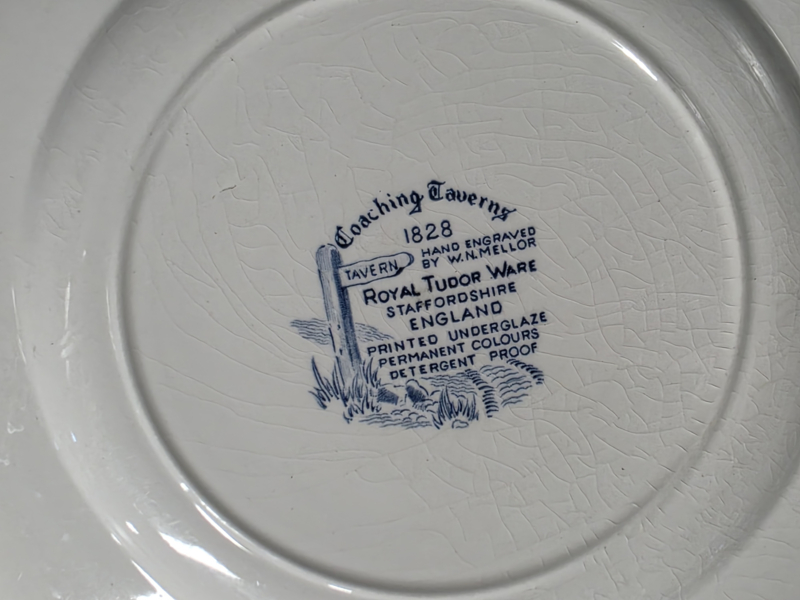 Coaching Taverns
1828
HAND ENGRAVED
BY W.N.MELLOR
TAVERN
ROYAL TUDOR WARE
STAFFORDSHIRE
ENGLAND
PRINTED UNDERGLAZE
PERMANENT COLOURS
DETERGENT PROOF